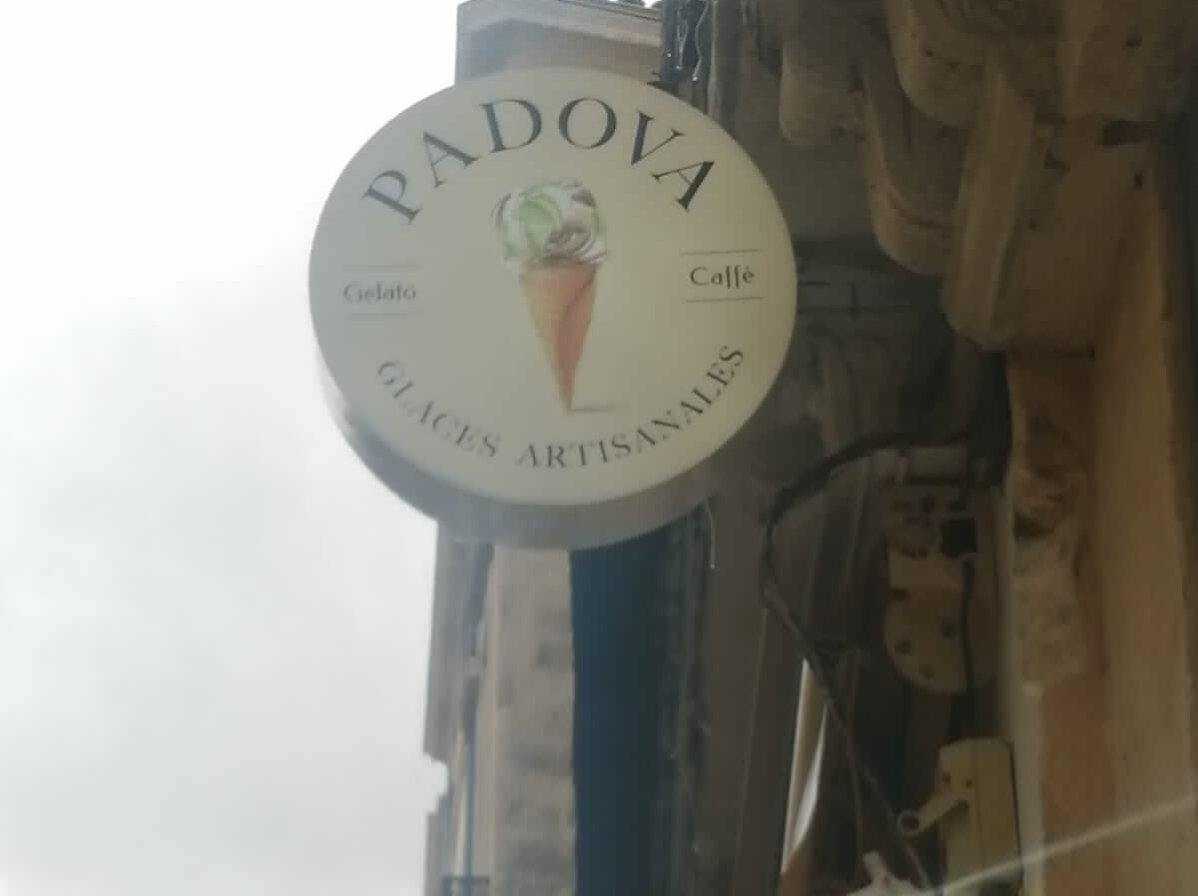 PADOVA
Gelato
Caffè
GLACES ARTISANALES